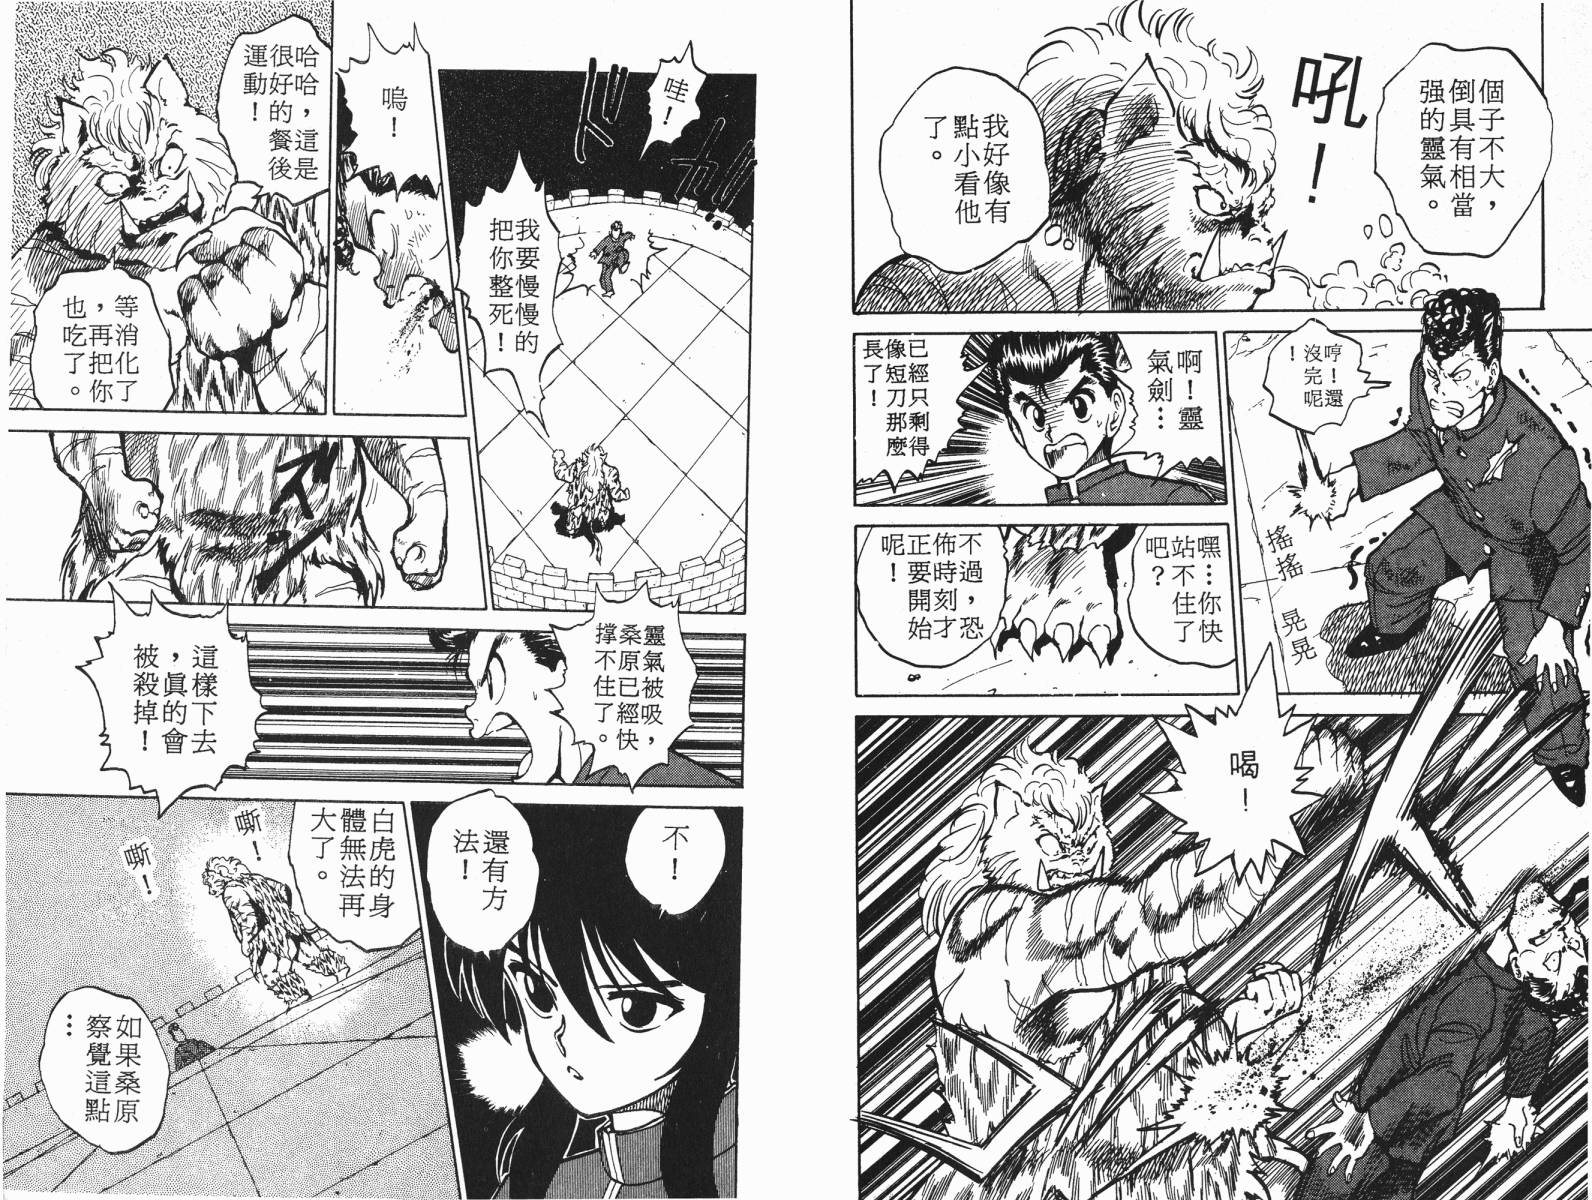 個子不大，
倒具有相當
强的靈氣。
吼！
我好像有
點小看他
了。
哼！還
沒完呢
！
啊！靈
氣劍…
已經只剩得
像短刀那麼
長了！
搖搖
晃晃
嘿…你快
站不住了
吧？
不過，恐
佈時刻才
正要開始
呢！
喝！
哇！
我要慢慢的
把你整死！
嗚！
哈哈，這是
很好的餐後
運動！
等消化了
，再把你
也吃了。
靈氣被吸，
桑原已經快
撐不住了。
這樣下去
，眞的會
被殺掉！
不！
還有方
法！
白虎的身
體無法再
大了。
嘶！
嘶！
如果桑原
察覺這點
…